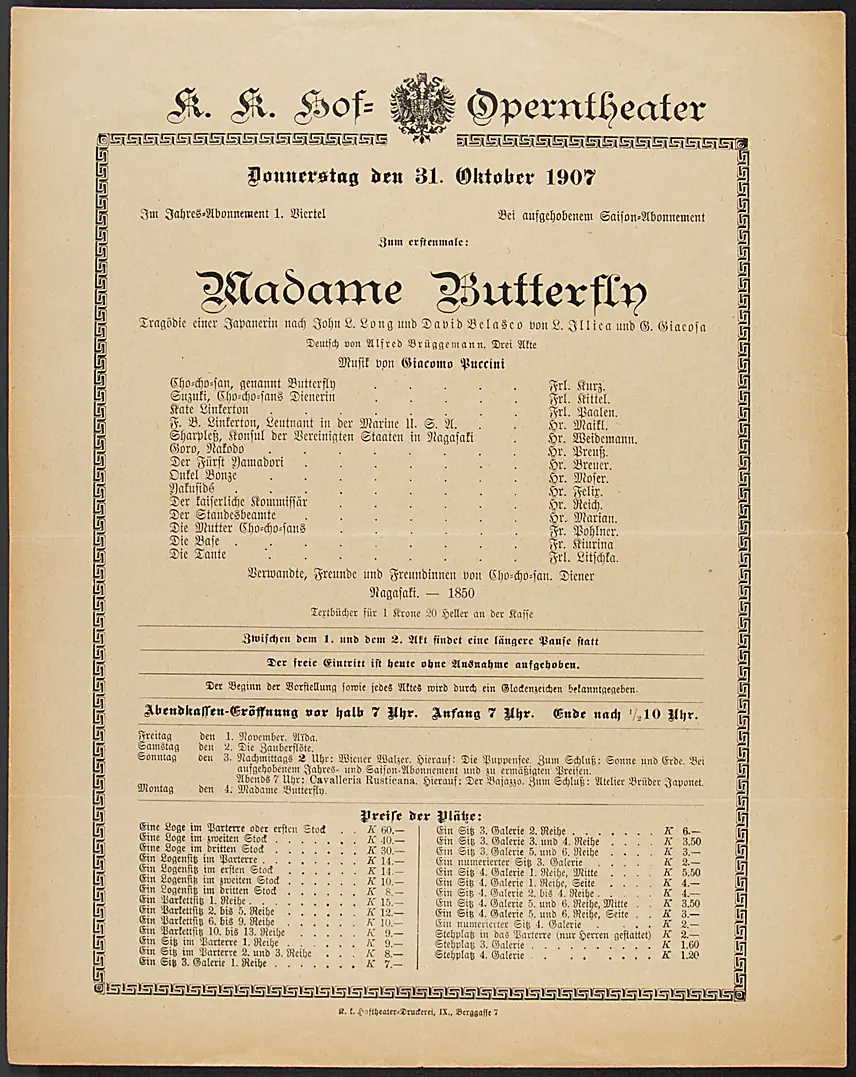 K. K. Hof- Operntheater
Donnerstag den 31. Oktober 1907
Im Jahres-Abonnement 1. Viertel Bei aufgehobenem Saison-Abonnement
Zum erstenmale:
Madame Butterfly
Tragödie einer Japanerin nach John L. Long und David Belasco von L. Illica und G. Giacosa
Deutsch von Alfred Brüggemann. Drei Akte
Musik von Giacomo Puccini
Cho-cho-san, genannt Butterfly . . . . . Frl. Kurz.
Suzuki, Cho-cho-sans Dienerin . . . . . Frl. Kittel.
Kate Linkerton . . . . . . . Frl. Paalen.
F. B. Linkerton, Leutnant in der Marine U. S. A. . . Hr. Maikl.
Sharpleß, Konsul der Vereinigten Staaten in Nagasaki . . Hr. Weidemann.
Goro, Nakodo . . . . . . . Hr. Preuß.
Der Fürst Yamadori . . . . . . Hr. Breuer.
Onkel Bonze . . . . . . . Hr. Moser.
Yakusidé . . . . . . . Hr. Felix.
Der kaiserliche Kommissär . . . . . Hr. Reich.
Der Standesbeamte . . . . . . Hr. Marian.
Die Mutter Cho-cho-sans . . . . . Fr. Pohlner.
Die Base . . . . . . . . Fr. Kiurina
Die Tante . . . . . . . Frl. Litschka.
Verwandte, Freunde und Freundinnen von Cho-cho-san. Diener
Nagasaki. — 1850
Textbücher für 1 Krone 20 Heller an der Kasse
Zwischen dem 1. und dem 2. Akt findet eine längere Pause statt
Der freie Eintritt ist heute ohne Ausnahme aufgehoben.
Der Beginn der Vorstellung sowie jedes Aktes wird durch ein Glockenzeichen bekanntgegeben.
Abendkassen-Eröffnung vor halb 7 Uhr. Anfang 7 Uhr. Ende nach 1/2 10 Uhr.
Freitag den 1. November. Aïda.
Samstag den 2. Die Zauberflöte.
Sonntag den 3. Nachmittags 2 Uhr: Wiener Walzer. Hierauf: Die Puppenfee. Zum Schluß: Sonne und Erde. Bei
aufgehobenem Jahres- und Saison-Abonnement und zu ermäßigten Preisen.
Abends 7 Uhr: Cavalleria Rusticana. Hierauf: Der Bajazzo. Zum Schluß: Atelier Brüder Japonet.
Montag den 4. Madame Butterfly.
Preise der Plätze:
Eine Loge im Parterre oder ersten Stock . . K 60.—
Eine Loge im zweiten Stock . . . . . . K 40.—
Eine Loge im dritten Stock . . . . . . K 30.—
Ein Logensitz im Parterre . . . . . . K 14.—
Ein Logensitz im ersten Stock . . . . . K 14.—
Ein Logensitz im zweiten Stock . . . . . K 10.—
Ein Logensitz im dritten Stock . . . . . K 8.—
Ein Parkettsitz 1. Reihe . . . . . . . K 15.—
Ein Parkettsitz 2. bis 5. Reihe . . . . . K 12.—
Ein Parkettsitz 6. bis 9. Reihe . . . . . K 10.—
Ein Parkettsitz 10. bis 13. Reihe . . . . K 9.—
Ein Sitz im Parterre 1. Reihe . . . . . K 9.—
Ein Sitz im Parterre 2. und 3. Reihe . . . K 8.—
Ein Sitz 3. Galerie 1. Reihe . . . . . . K 7.—
Ein Sitz 3. Galerie 2. Reihe . . . . . . K 6.—
Ein Sitz 3. Galerie 3. und 4. Reihe . . . . K 3.50
Ein Sitz 3. Galerie 5. und 6. Reihe . . . . K 3.—
Ein numerierter Sitz 3. Galerie . . . . K 2.—
Ein Sitz 4. Galerie 1. Reihe, Mitte . . . . K 5.50
Ein Sitz 4. Galerie 1. Reihe, Seite . . . . K 4.—
Ein Sitz 4. Galerie 2. bis 4. Reihe . . . . K 4.—
Ein Sitz 4. Galerie 5. und 6. Reihe, Mitte . . K 3.50
Ein Sitz 4. Galerie 5. und 6. Reihe, Seite . . K 3.—
Ein numerierter Sitz 4. Galerie . . . . K 2.—
Stehplatz in das Parterre (nur Herren gestattet) K 2.—
Stehplatz 3. Galerie . . . . . . . . K 1.60
Stehplatz 4. Galerie . . . . . . . . K 1.20
K. k. Hoftheater-Druckerei, IX., Berggasse 7